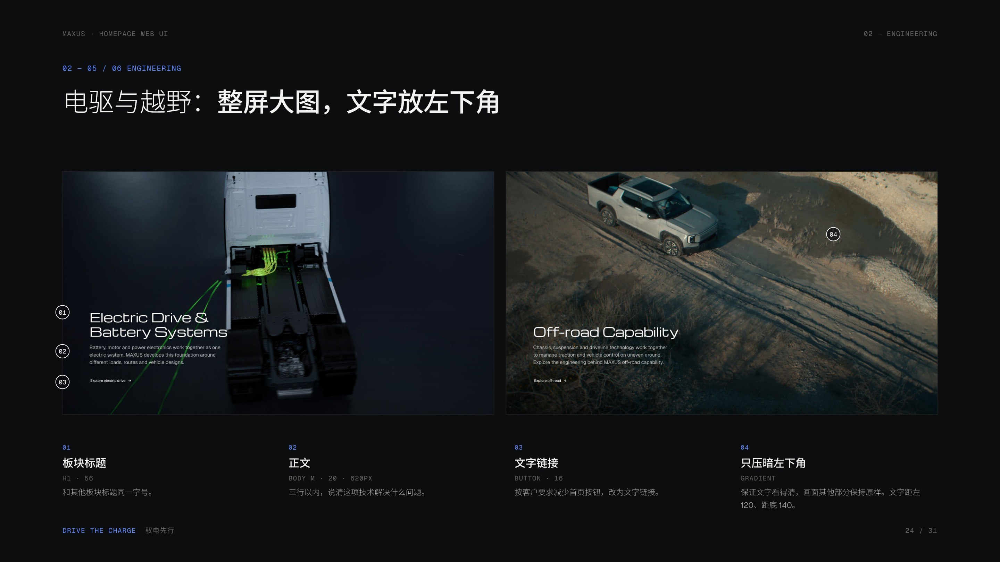 MAXUS · HOMEPAGE WEB UI
02 — ENGINEERING
02 — 05 / 06 ENGINEERING
电驱与越野：整屏大图，文字放左下角
01
02
03
Electric Drive &
Battery Systems
Battery, motor and power electronics work together as one
electric system. MAXUS develops this foundation around
different loads, routes and vehicle designs.
Explore electric drive →
04
Off-road Capability
Chassis, suspension and driveline technology work together
to manage traction and vehicle control on uneven ground.
Explore the engineering behind MAXUS off-road capability.
Explore off-road →
01
板块标题
H1 · 56
和其他板块标题同一字号。
02
正文
BODY M · 20 · 620PX
三行以内，说清这项技术解决什么问题。
03
文字链接
BUTTON · 16
按客户要求减少首页按钮，改为文字链接。
04
只压暗左下角
GRADIENT
保证文字看得清，画面其他部分保持原样。文字距左
120、距底 140。
DRIVE THE CHARGE 驭电先行
24 / 31